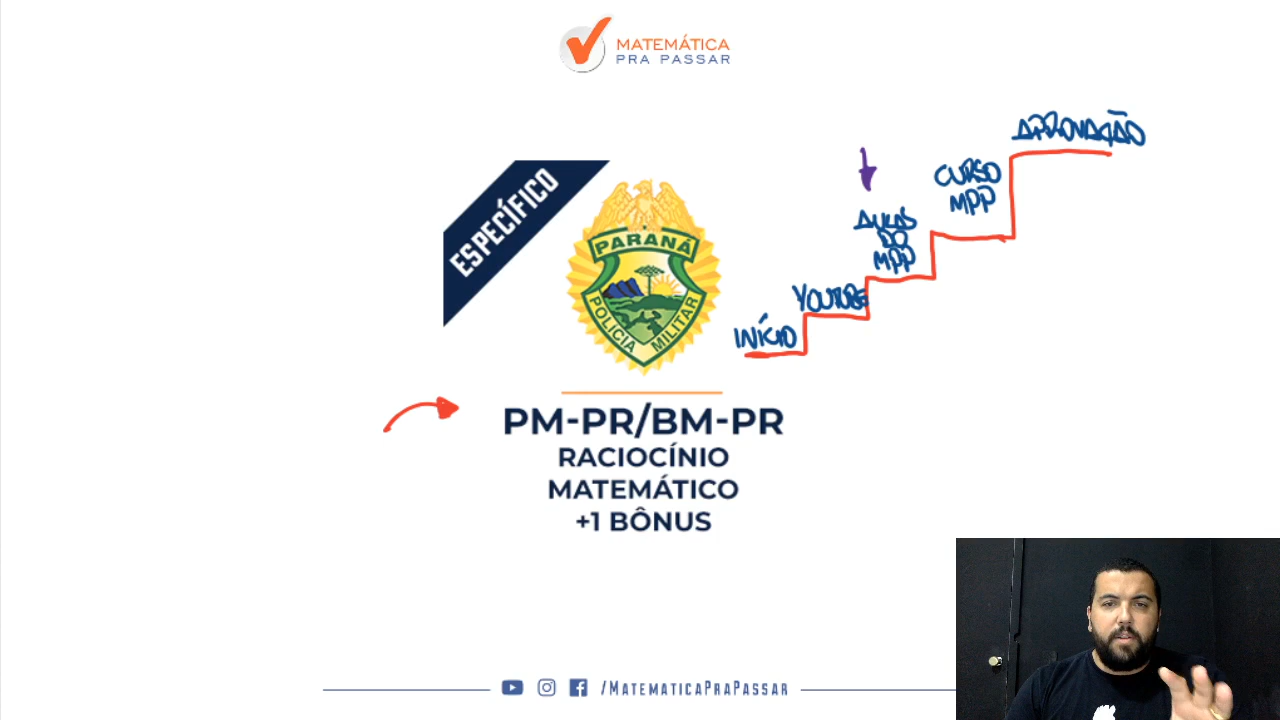 MATEMÁTICA
PRA PASSAR
APROVAÇÃO
CURSO
MPP
AULAS
DO
MPP
YOUTUBE
INÍCIO
ESPECÍFICO
PARANÁ
POLICIA MILITAR
PM-PR/BM-PR
RACIOCÍNIO
MATEMÁTICO
+1 BÔNUS
/MATEMATICAPRAPASSAR